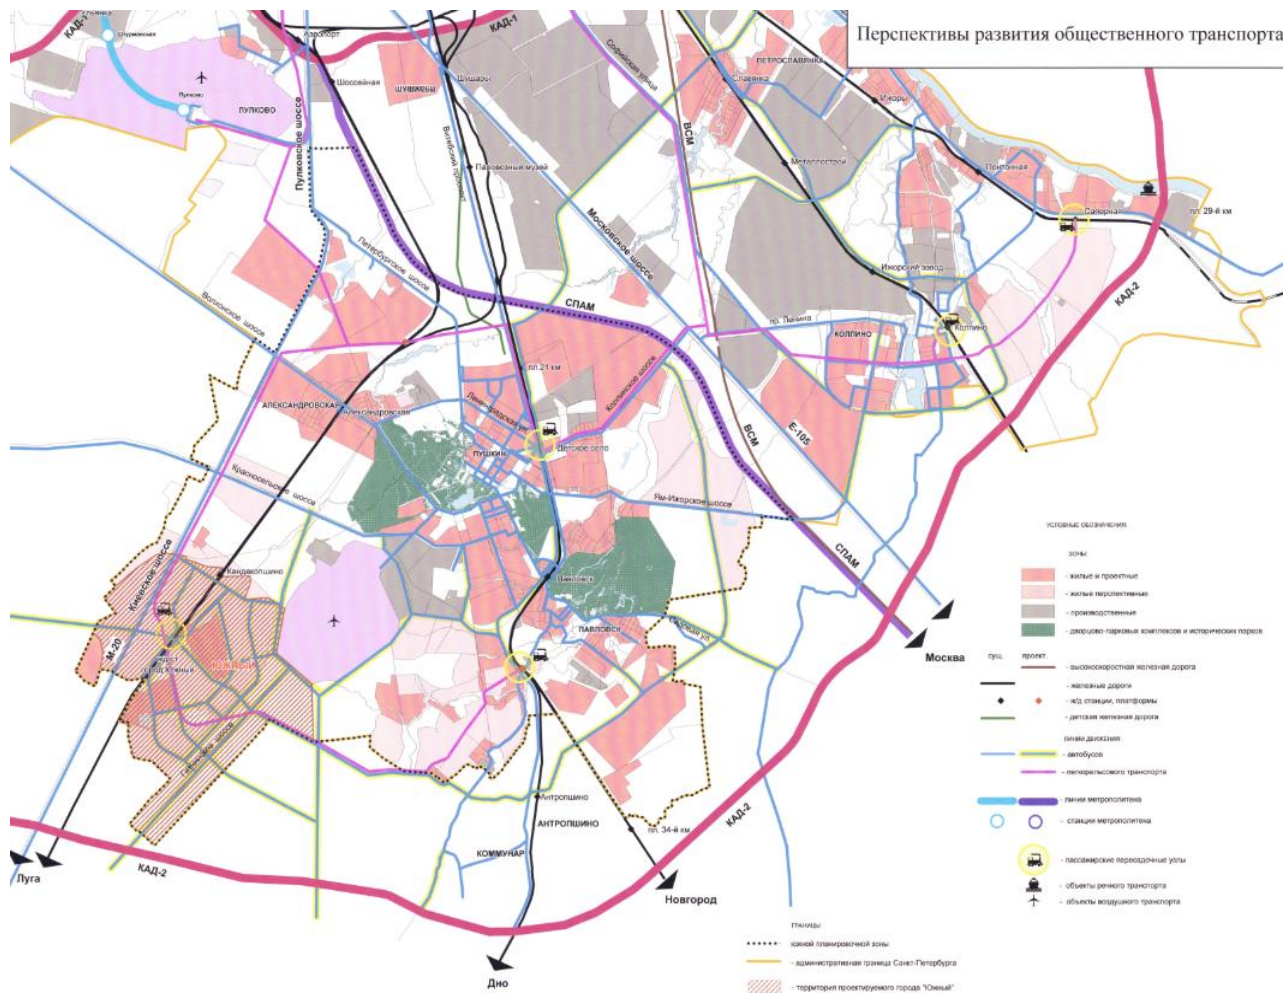 Перспективы развития общественного транспорта
КАД-1
КАД-1
Штурманская
Аэропорт
Шоссейная
Пулково
ПУЛКОВО
ШУШАРЫ
Шушары
Софийская улица
ПЕТРОСЛАВЯНКА
Славянка
Ижоры
Пулковское шоссе
Витебский проспект
Паровозный музей
ВСМ
Металлострой
Понтонная
Саперная
пл. 29-й км
Московское шоссе
Петербургское шоссе
Волхонское шоссе
Ижорский завод
КАД-2
СПАМ
пр. Ленина
КОЛПИНО
Колпино
пл.21 км
Колпинское шоссе
АЛЕКСАНДРОВСКАЯ
Александровская
Ленинградская ул.
ПУШКИН
Детское село
ВСМ
Е-105
Красносельское шоссе
Ям-Ижорское шоссе
Киевское шоссе
Кандакопшино
СПАМ
Павловск
ПАВЛОВСК
Садовая ул.
Москва
М-20
ЮЖНЫЙ
Антропшино
АНТРОПШИНО
пл. 34-й км
КАД-2
КОММУНАР
КАД-2
Луга
Новгород
Дно
УСЛОВНЫЕ ОБОЗНАЧЕНИЯ:
ЗОНЫ
- жилые и проектные
- жилые перспективные
- производственные
- дворцово-парковых комплексов и исторических парков
сущ. проект.
- высокоскоростная железная дорога
- железные дороги
- ж/д станции, платформы
- детская железная дорога
ЛИНИИ ДВИЖЕНИЯ
- автобусов
- легкорельсового транспорта
- линии метрополитена
- станции метрополитена
- пассажирские пересадочные узлы
- объекты речного транспорта
- объекты воздушного транспорта
ГРАНИЦЫ
южной планировочной зоны
- административная граница Санкт-Петербурга
- территория проектируемого города "Южный"